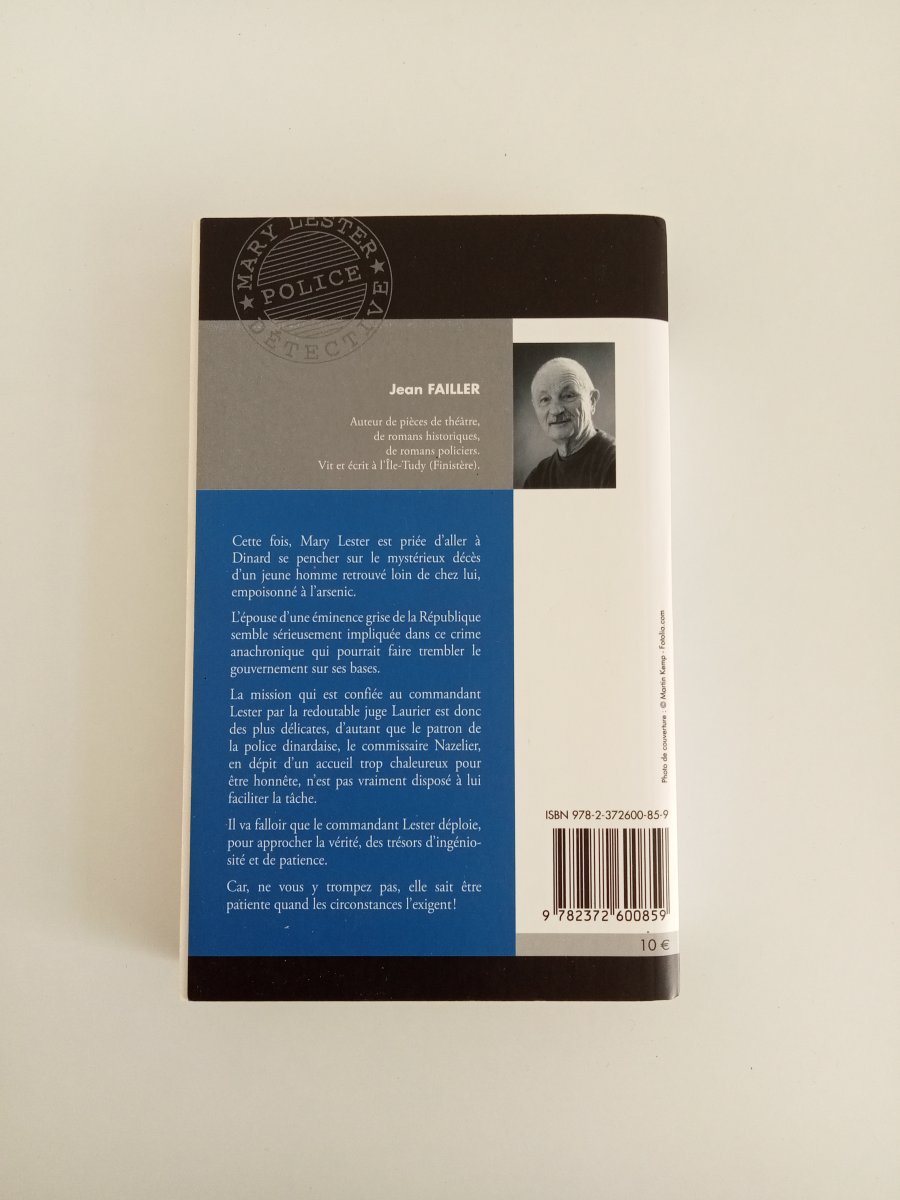 MARY LESTER
POLICE
DÉTECTIVE
Jean FAILLER
Auteur de pièces de théâtre,
de romans historiques,
de romans policiers.
Vit et écrit à l'Île-Tudy (Finistère).
Cette fois, Mary Lester est priée d'aller à
Dinard se pencher sur le mystérieux décès
d'un jeune homme retrouvé loin de chez lui,
empoisonné à l'arsenic.
L'épouse d'une éminence grise de la République
semble sérieusement impliquée dans ce crime
anachronique qui pourrait faire trembler le
gouvernement sur ses bases.
La mission qui est confiée au commandant
Lester par la redoutable juge Laurier est donc
des plus délicates, d'autant que le patron de
la police dinardaise, le commissaire Nazelier,
en dépit d'un accueil trop chaleureux pour
être honnête, n'est pas vraiment disposé à lui
faciliter la tâche.
Il va falloir que le commandant Lester déploie,
pour approcher la vérité, des trésors d'ingénio-
sité et de patience.
Car, ne vous y trompez pas, elle sait être
patiente quand les circonstances l'exigent!
Photo de couverture : © Martin Kemp - Fotolia.com
ISBN 978-2-372600-85-9
9 782372 600859
10 €